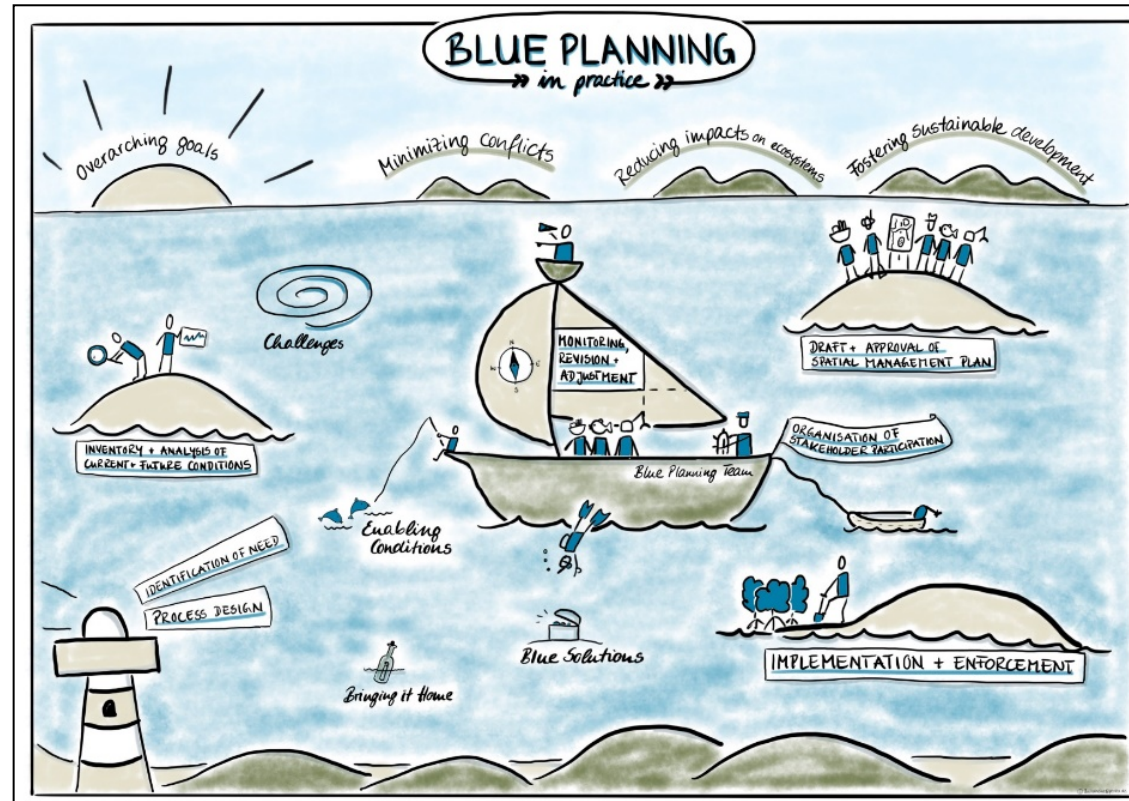 BLUE PLANNING
» in practice »
Overarching goals
Minimizing conflicts
Reducing impacts on ecosystems
Fostering sustainable development
Challenges
N
E
S
W
MONITORING,
REVISION +
ADJUSTMENT
DRAFT + APPROVAL OF
SPATIAL MANAGEMENT PLAN
INVENTORY + ANALYSIS OF
CURRENT + FUTURE CONDITIONS
ORGANISATION OF
STAKEHOLDER PARTICIPATION
Blue Planning Team
Enabling
Conditions
IDENTIFICATION OF NEED
PROCESS DESIGN
Blue Solutions
IMPLEMENTATION + ENFORCEMENT
Bringing it Home